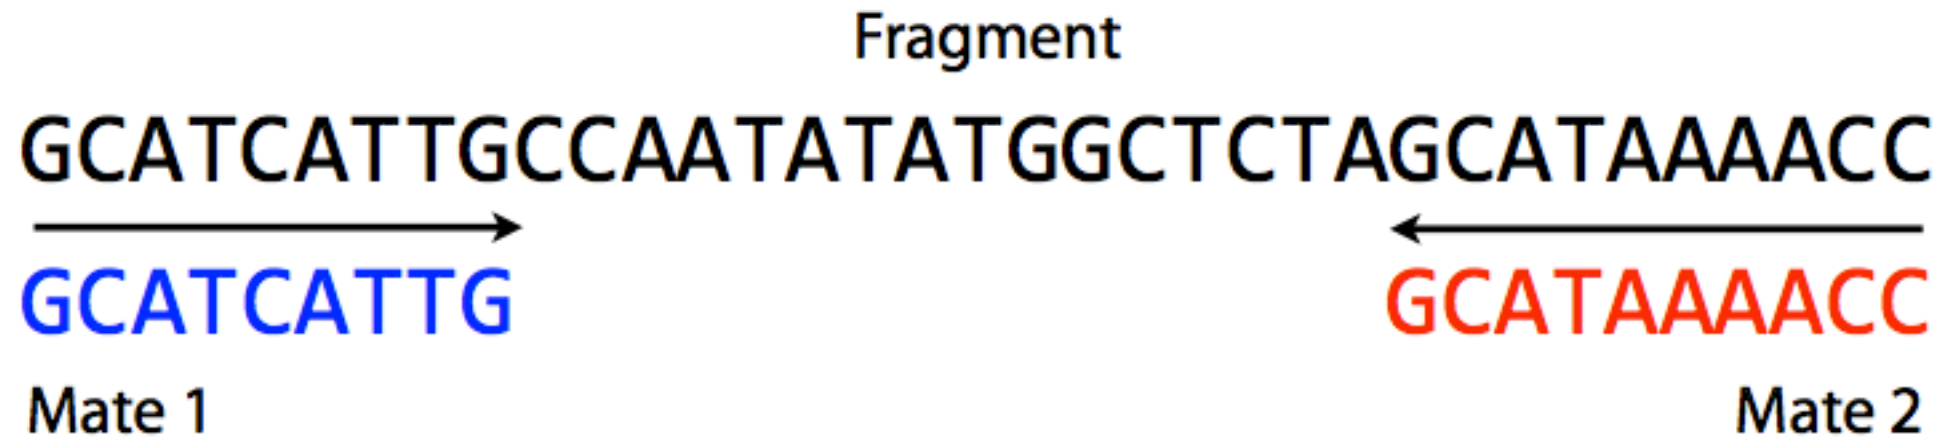 Fragment
GCATCATTGCCAATATATGGCTCTAGCATAAAACC
GCATCATTG GCATAAAACC
Mate 1 Mate 2